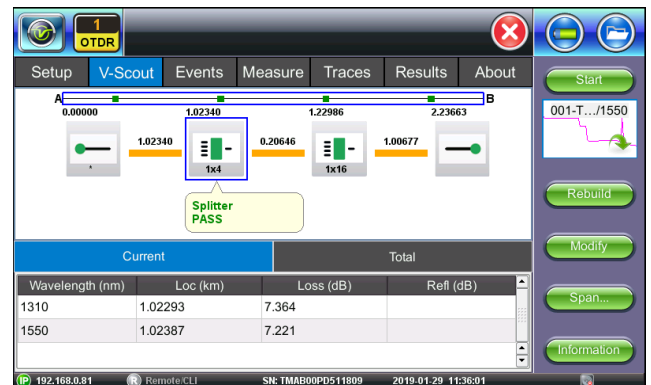 1
OTDR
Setup V-Scout Events Measure Traces Results About
Start
A B
0.00000 1.02340 1.22986 2.23663
001-T.../1550
1.02340 0.20646 1.00677
* 1x4 1x16
Splitter
PASS
Rebuild
Current Total
Modify
Wavelength (nm) Loc (km) Loss (dB) Refl (dB)
1310 1.02293 7.364
1550 1.02387 7.221
Span...
Information
IP 192.168.0.81 R Remote/CLI SN: TMAB00PD511809 2019-01-29 11:36:01